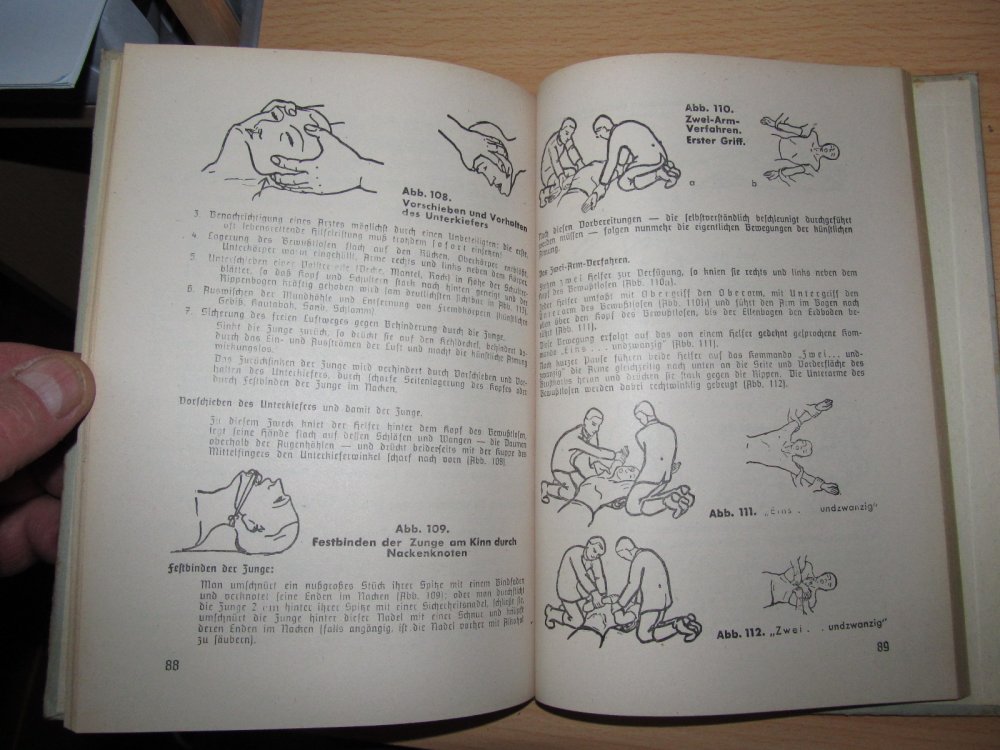 Abb. 108.
Vorschieben und Vorhalten
des Unterkiefers
3. Benachrichtigung eines Arztes möglichst durch einen Unbeteiligten; die erste,
oft lebensrettende Hilfeleistung muß trotzdem sofort einsetzen!
4. Lagerung des Bewußtlosen flach auf den Rücken, Oberkörper entblößt,
Unterkörper warm eingehüllt, Arme rechts und links neben dem Körper.
5. Unterschieben eines Polsters (Decke, Mantel, Rock) in Höhe der Schulter-
blätter, so daß Kopf und Schultern stark nach hinten geneigt und der
Rippenbogen kräftig gehoben wird (am deutlichsten sichtbar in Abb. 117).
6. Auswischen der Mundhöhle und Entfernung von Fremdkörpern (künstliches
Gebiß, Kautabak, Sand, Schlamm)
7. Sicherung des freien Luftweges gegen Behinderung durch die Zunge.
Sinkt die Zunge zurück, so drückt sie auf den Kehldeckel, behindert da-
durch das Ein- und Ausströmen der Luft und macht die künstliche Atmung
wirkungslos.
Das Zurücksinken der Zunge wird verhindert durch Vorschieben und Vor-
halten des Unterkiefers, durch scharfe Seitenlagerung des Kopfes oder
durch Festbinden der Zunge im Nacken.
Vorschieben des Unterkiefers und damit der Zunge.
Zu diesem Zweck kniet der Helfer hinter dem Kopf des Bewußtlosen,
legt seine Hände flach auf dessen Schläfen und Wangen — die Daumen
oberhalb der Augenhöhlen — und drückt beiderseits mit der Kuppe des
Mittelfingers den Unterkieferwinkel scharf nach vorn (Abb. 108)
Abb. 109.
Festbinden der Zunge am Kinn durch
Nackenknoten
Festbinden der Zunge:
Man umschnürt ein nußgroßes Stück ihrer Spitze mit einem Bindfaden
und verknotet seine Enden im Nacken (Abb. 109); oder man durchsticht
die Zunge 2 cm hinter ihrer Spitze mit einer Sicherheitsnadel, schließt sie,
umschnürt die Zunge hinter dieser Nadel mit einer Schnur und knüpft
deren Enden im Nacken (falls angängig, ist die Nadel vorher mit Alkohol
zu säubern).
88
Abb. 110.
Zwei-Arm-
Verfahren.
Erster Griff.
a b
Nach diesen Vorbereitungen — die selbstverständlich beschleunigt durchgeführt
werden müssen — folgen nunmehr die eigentlichen Bewegungen der künstlichen
Atmung.
Das Zwei-Arm-Verfahren.
zwei Helfer zur Verfügung, so knien sie rechts und links neben dem
Kopf des Bewußtlosen (Abb. 110a).
Jeder Helfer umfaßt mit Obergriff den Oberarm, mit Untergriff den
Unterarm des Bewußtlosen (Abb. 110b) und führt den Arm im Bogen nach
oben über den Kopf des Bewußtlosen, bis der Ellenbogen den Erdboden be-
rührt (Abb. 111).
Diese Bewegung erfolgt auf das von einem Helfer gedehnt gesprochene Kom-
mando „Eins... undzwanzig" (Abb. 111).
Nach kurzer Pause führen beide Helfer auf das Kommando „Zwei... und-
zwanzig" die Arme gleichzeitig nach unten an die Seite und Vorderfläche des
Brustkorbs heran und drücken sie stark gegen die Rippen. Die Unterarme des
Bewußtlosen werden dabei rechtwinklig gebeugt (Abb. 112).
Abb. 111. „Eins . . . undzwanzig"
Abb. 112. „Zwei . . . undzwanzig"
89